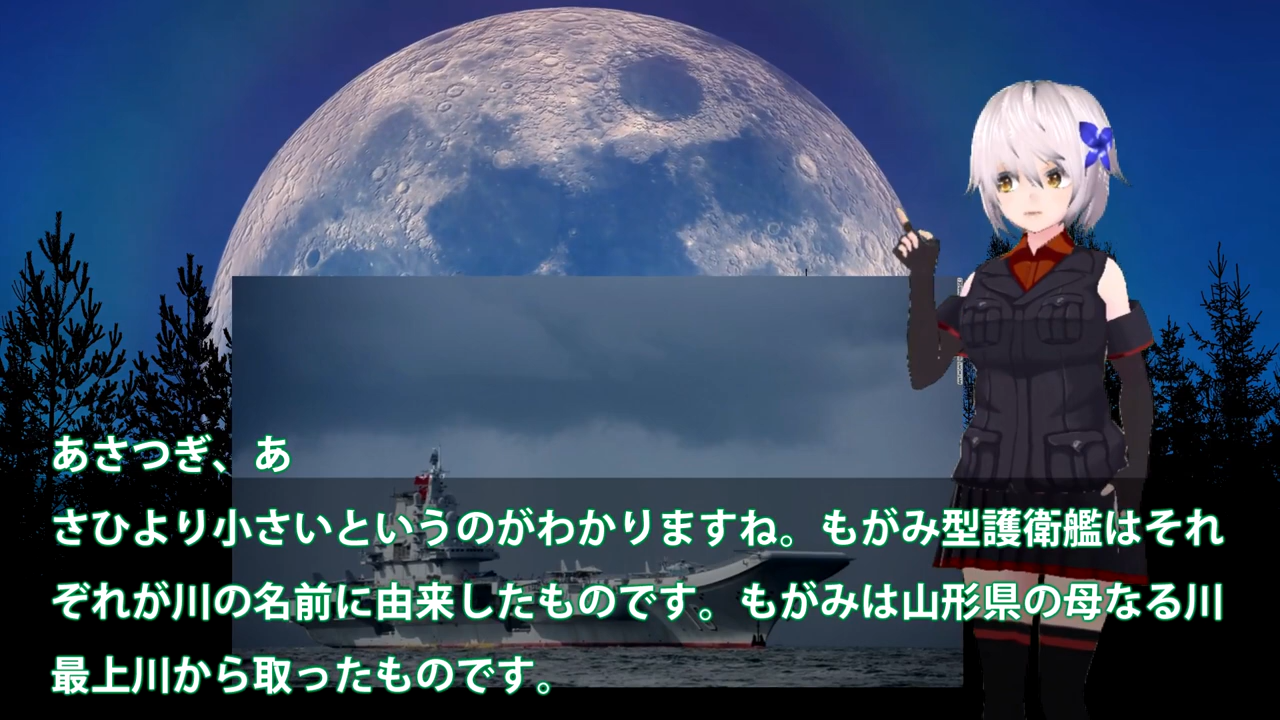 あさつぎ、あ
さひより小さいというのがわかりますね。もがみ型護衛艦はそれ
ぞれが川の名前に由来したものです。もがみは山形県の母なる川
最上川から取ったものです。